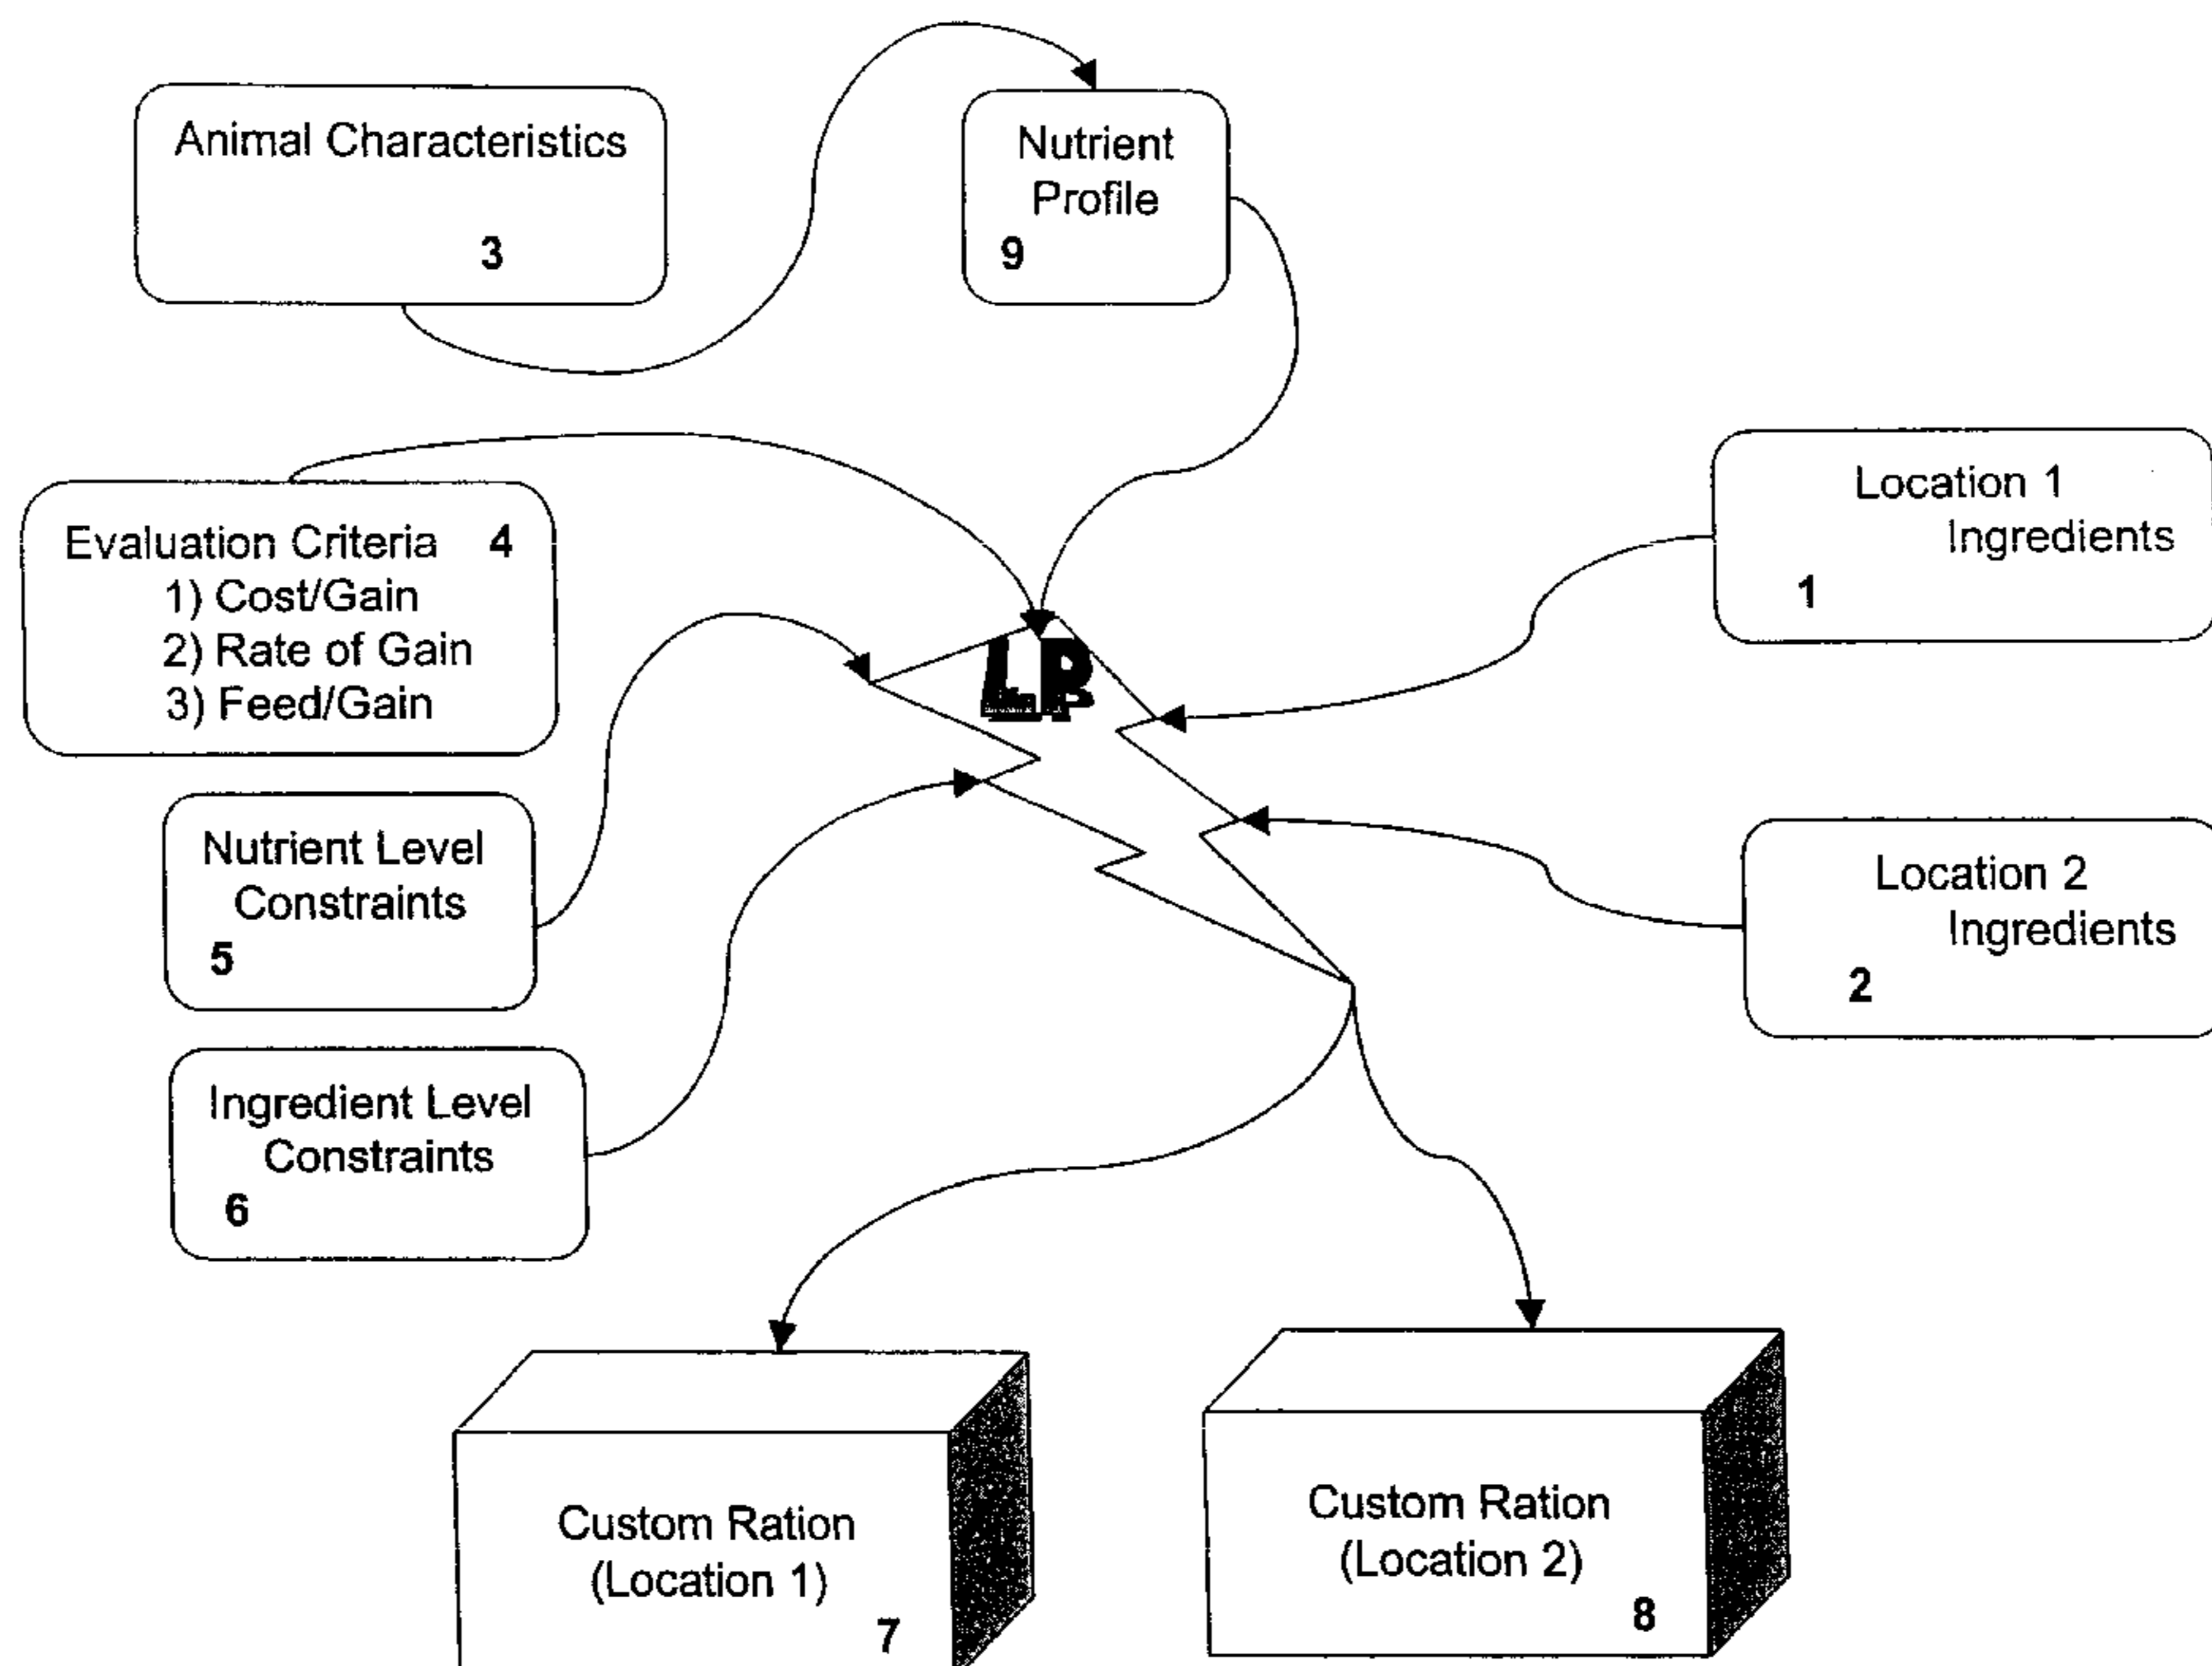 Animal Characteristics
3
Nutrient
Profile
9
Evaluation Criteria 4
1) Cost/Gain
2) Rate of Gain
3) Feed/Gain
Location 1
Ingredients
1
LP
Nutrient Level
Constraints
5
Location 2
Ingredients
2
Ingredient Level
Constraints
6
Custom Ration
(Location 1)
7
Custom Ration
(Location 2)
8